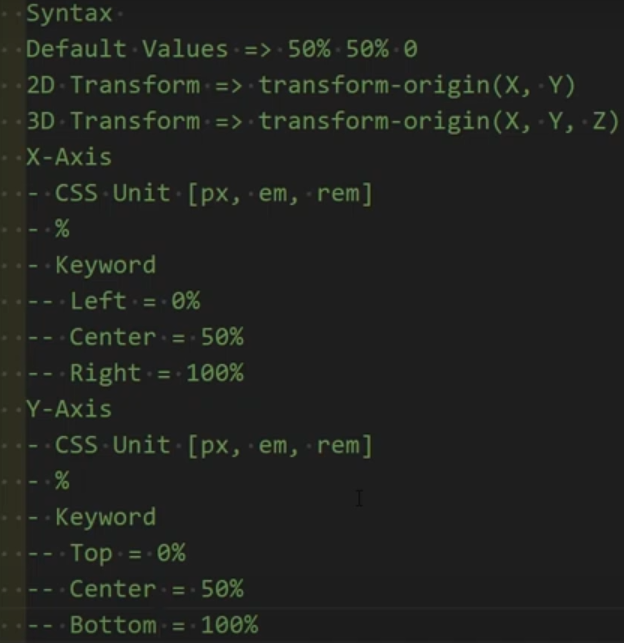 Syntax
Default Values => 50% 50% 0
2D Transform => transform-origin(X, Y)
3D Transform => transform-origin(X, Y, Z)
X-Axis
- CSS Unit [px, em, rem]
- %
- Keyword
-- Left = 0%
-- Center = 50%
-- Right = 100%
Y-Axis
- CSS Unit [px, em, rem]
- %
- Keyword
-- Top = 0%
-- Center = 50%
-- Bottom = 100%